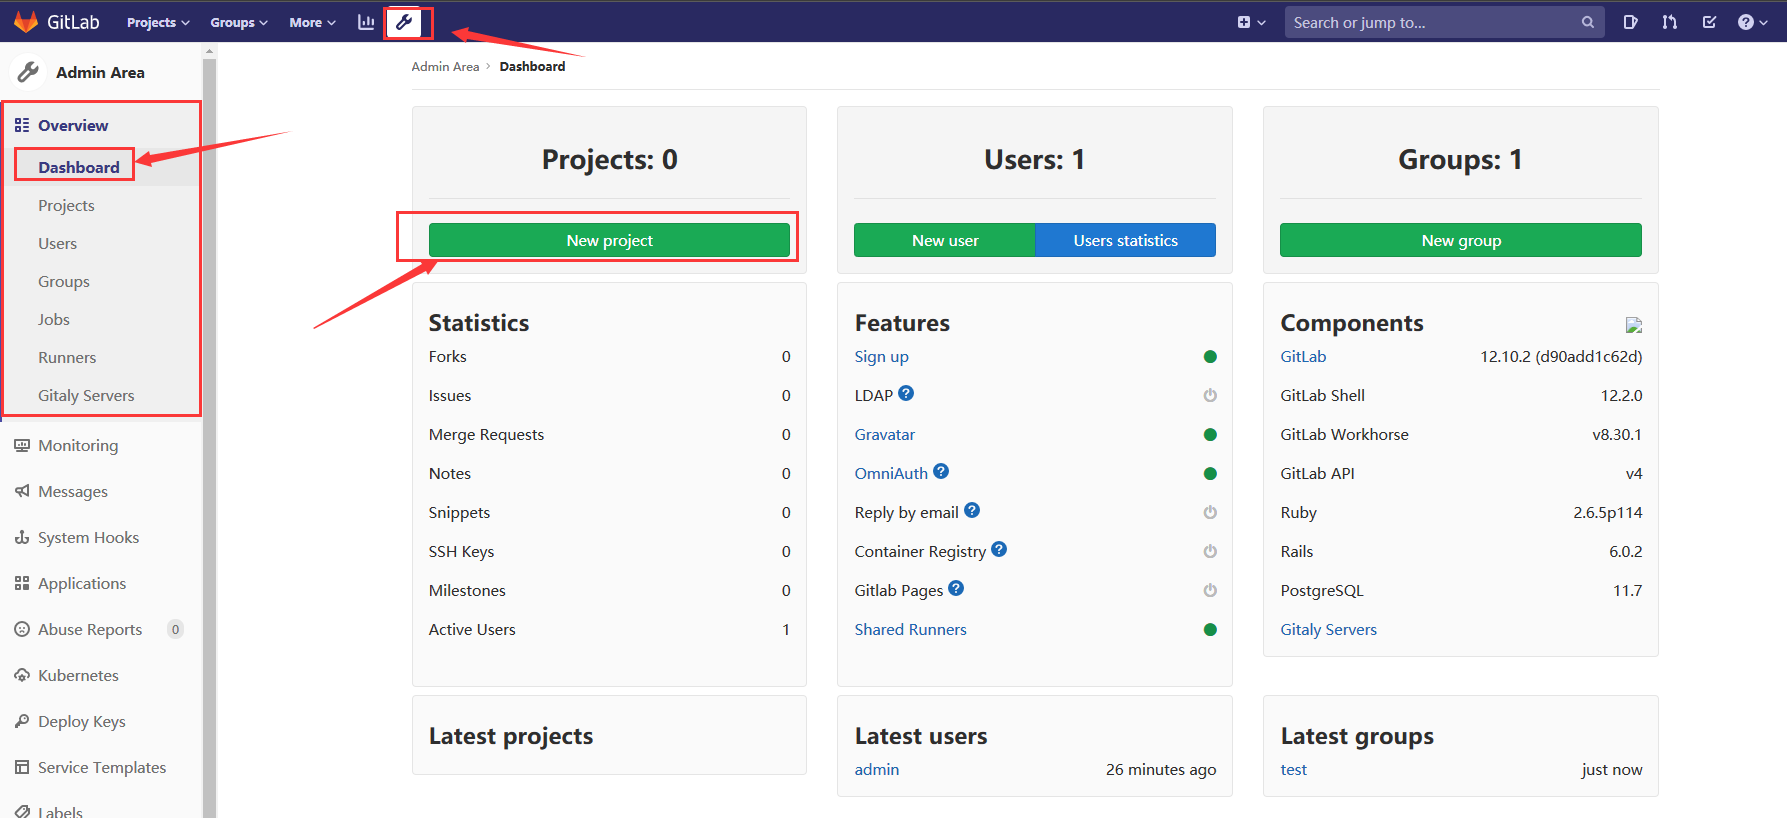 GitLab Projects Groups More Search or jump to...
Admin Area
Overview
Dashboard
Projects
Users
Groups
Jobs
Runners
Gitaly Servers
Monitoring
Messages
System Hooks
Applications
Abuse Reports 0
Kubernetes
Deploy Keys
Service Templates
Labels
Admin Area › Dashboard
Projects: 0
New project
Users: 1
New user Users statistics
Groups: 1
New group
Statistics
Forks 0
Issues 0
Merge Requests 0
Notes 0
Snippets 0
SSH Keys 0
Milestones 0
Active Users 1
Features
Sign up
LDAP
Gravatar
OmniAuth
Reply by email
Container Registry
Gitlab Pages
Shared Runners
Components
GitLab 12.10.2 (d90add1c62d)
GitLab Shell 12.2.0
GitLab Workhorse v8.30.1
GitLab API v4
Ruby 2.6.5p114
Rails 6.0.2
PostgreSQL 11.7
Gitaly Servers
Latest projects
Latest users
admin 26 minutes ago
Latest groups
test just now